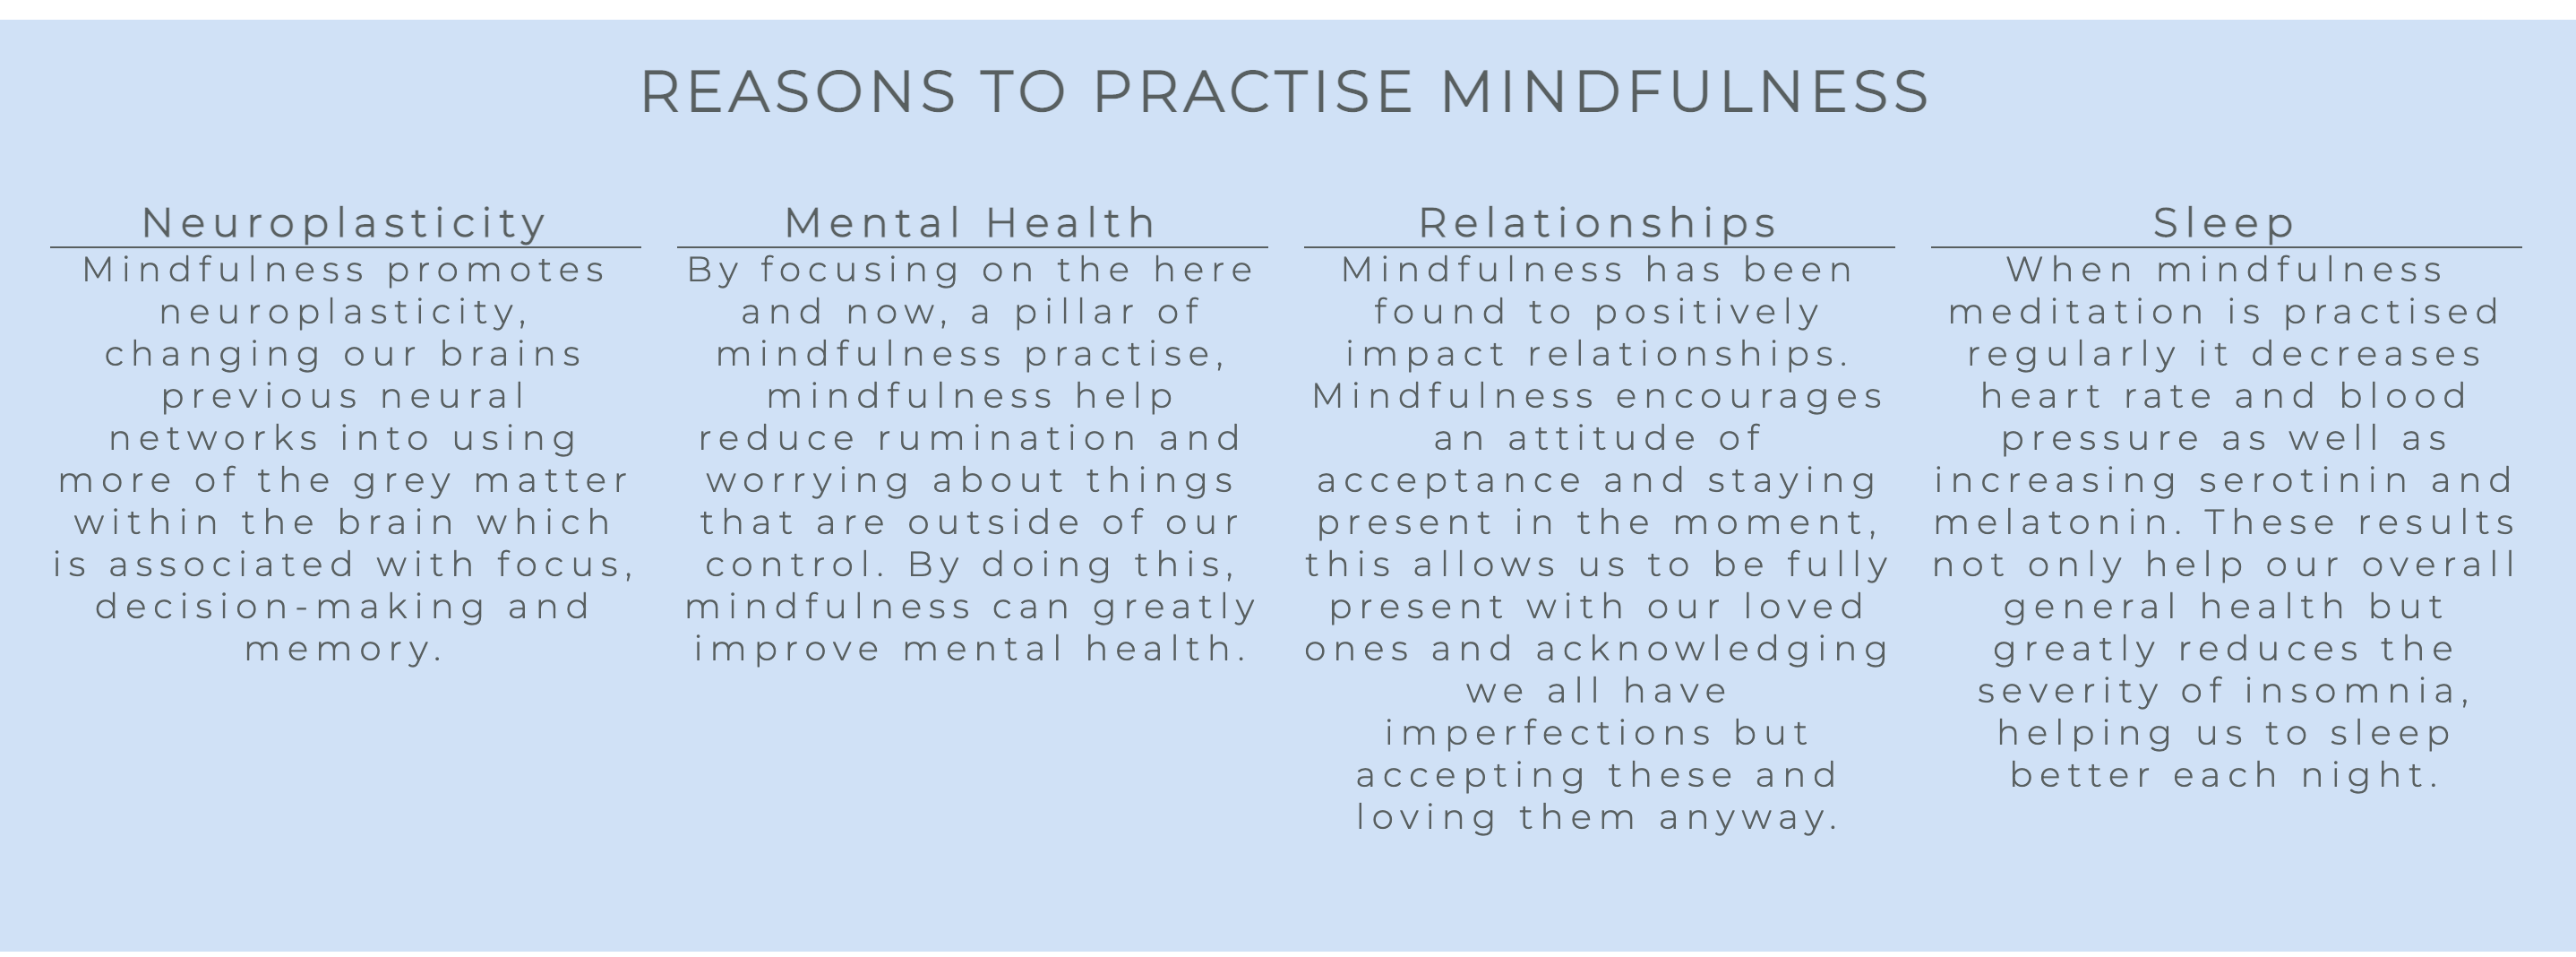 REASONS TO PRACTISE MINDFULNESS
Neuroplasticity
Mindfulness promotes
neuroplasticity,
changing our brains
previous neural
networks into using
more of the grey matter
within the brain which
is associated with focus,
decision-making and
memory.
Mental Health
By focusing on the here
and now, a pillar of
mindfulness practise,
mindfulness help
reduce rumination and
worrying about things
that are outside of our
control. By doing this,
mindfulness can greatly
improve mental health.
Relationships
Mindfulness has been
found to positively
impact relationships.
Mindfulness encourages
an attitude of
acceptance and staying
present in the moment,
this allows us to be fully
present with our loved
ones and acknowledging
we all have
imperfections but
accepting these and
loving them anyway.
Sleep
When mindfulness
meditation is practised
regularly it decreases
heart rate and blood
pressure as well as
increasing serotinin and
melatonin. These results
not only help our overall
general health but
greatly reduces the
severity of insomnia,
helping us to sleep
better each night.